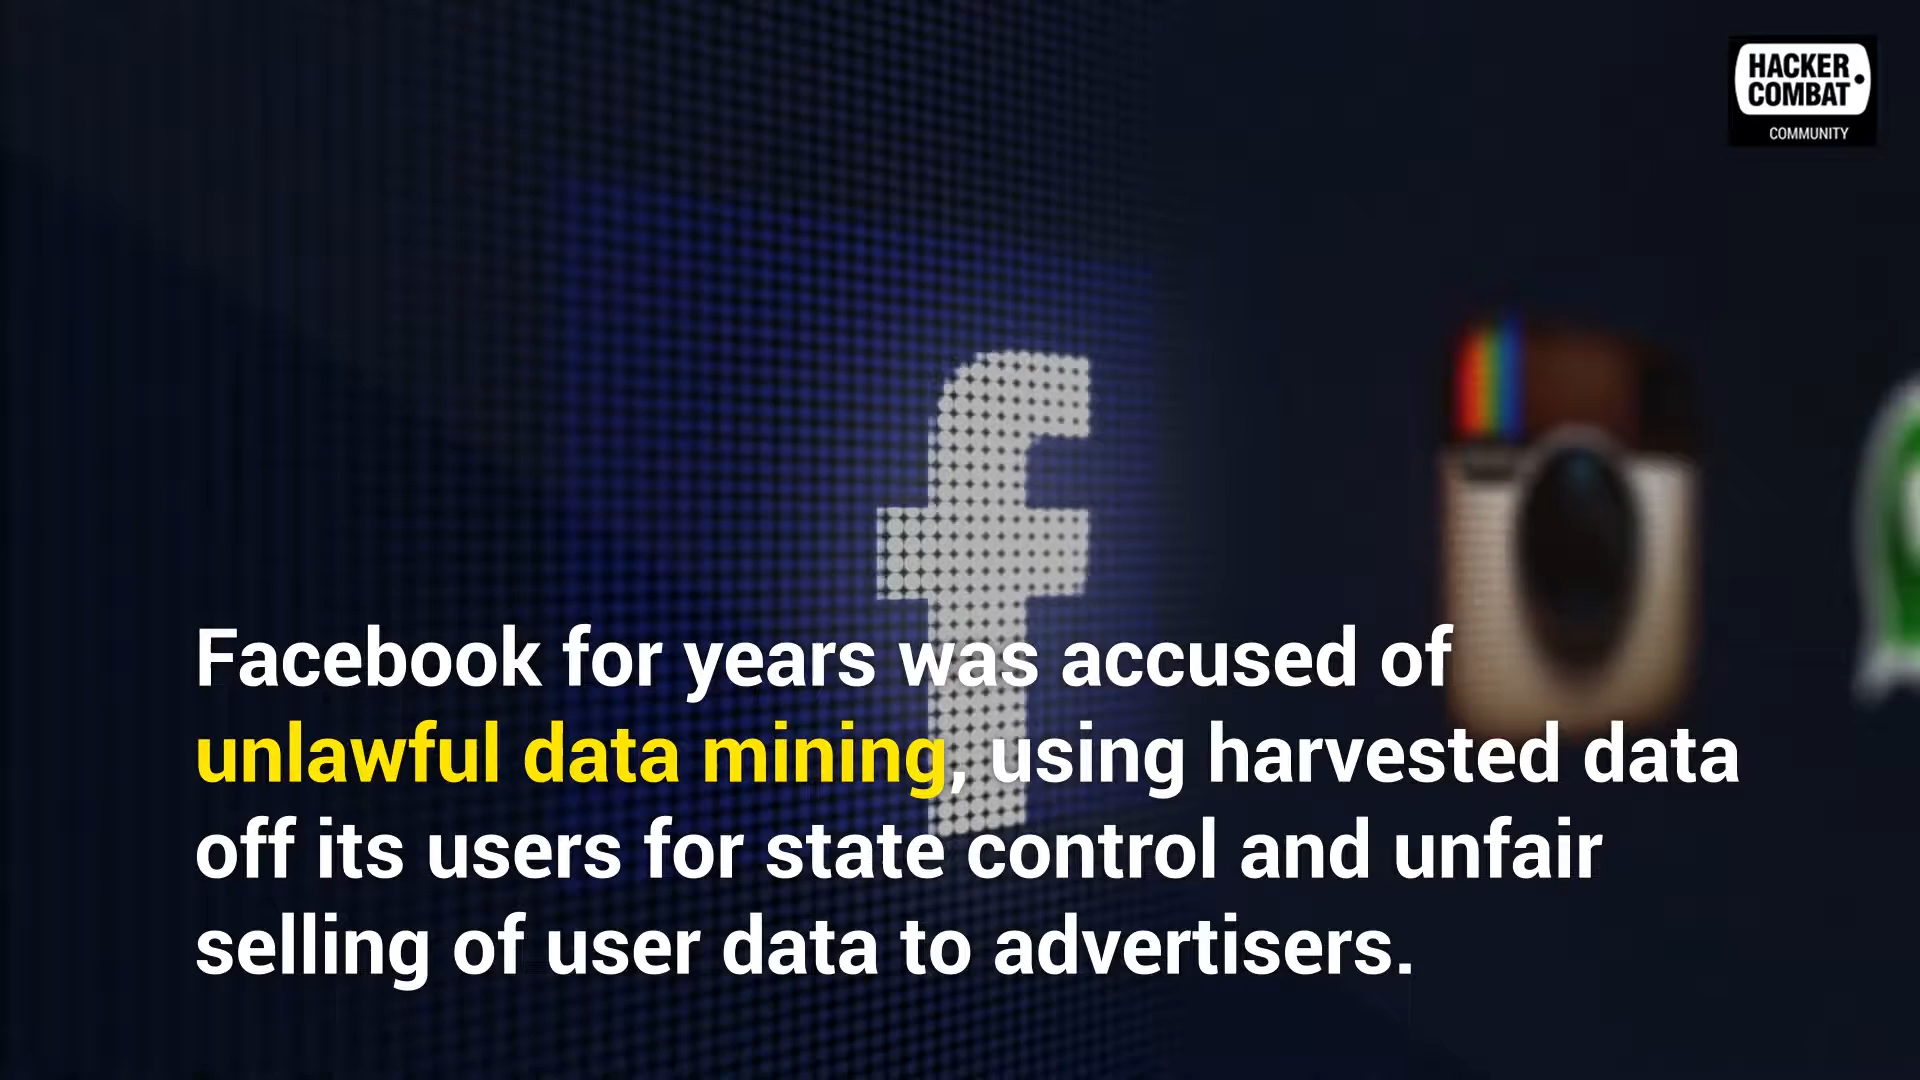 HACKER
COMBAT
COMMUNITY
Facebook for years was accused of
unlawful data mining, using harvested data
off its users for state control and unfair
selling of user data to advertisers.